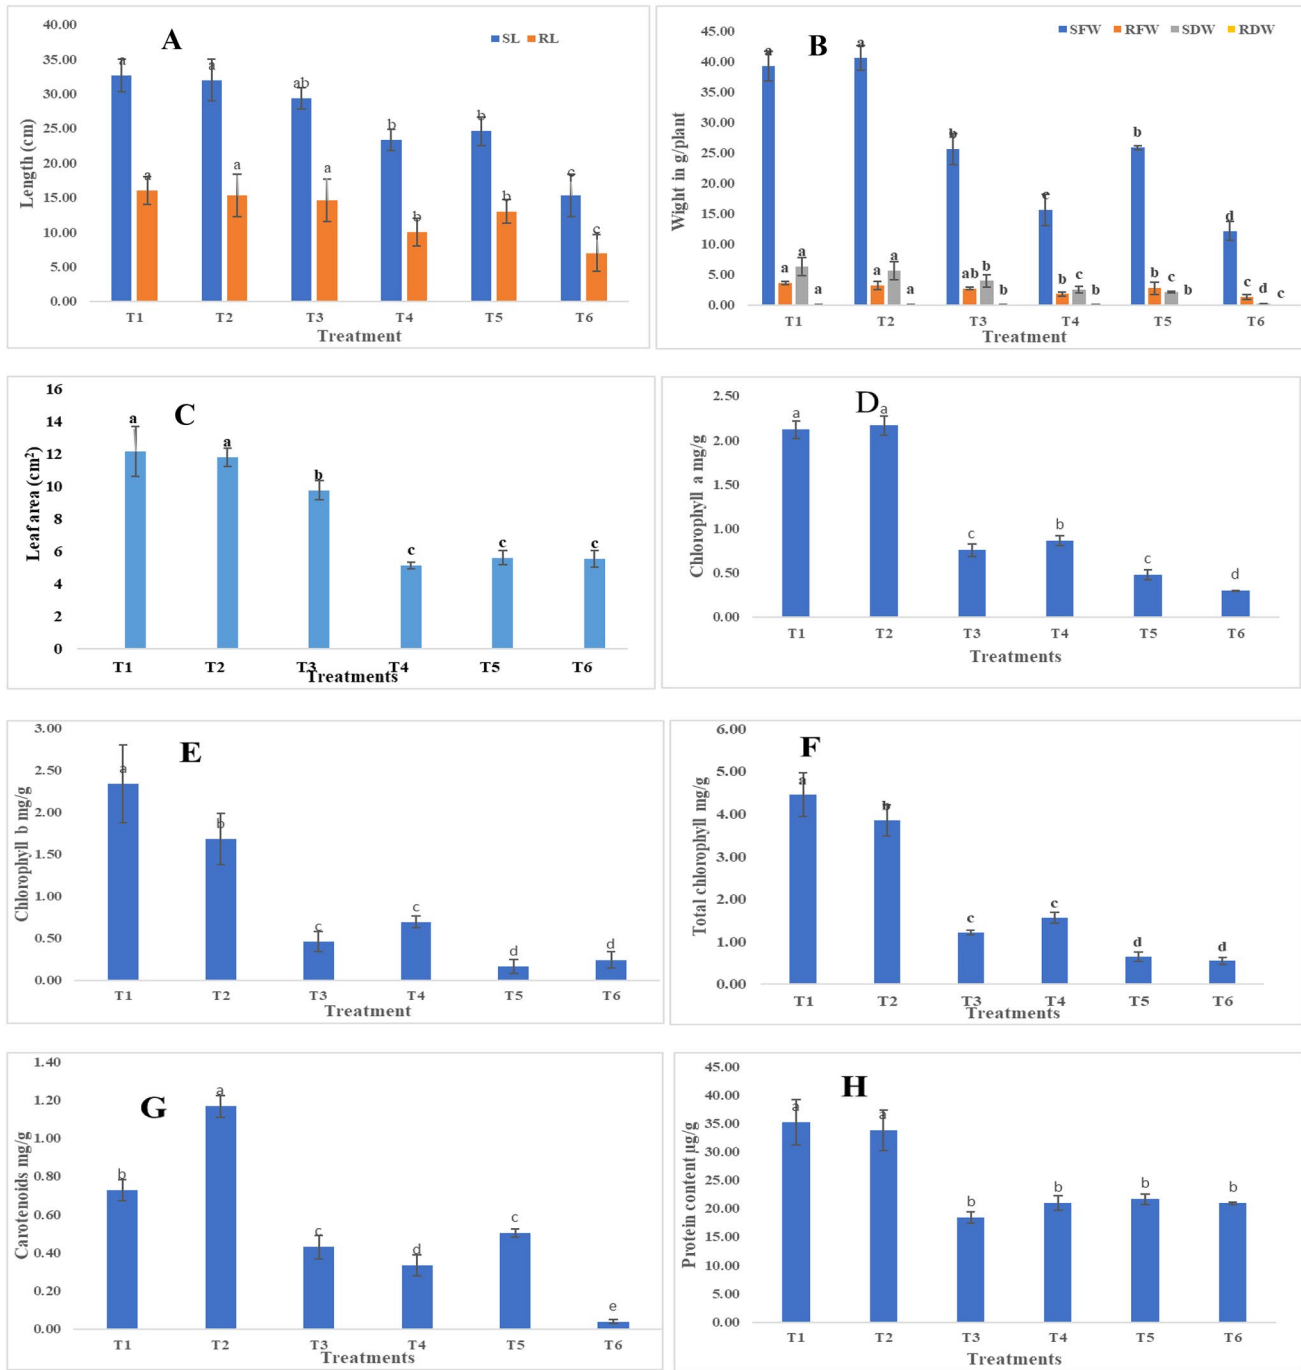 A
SL RL
Length (cm)
40.00
35.00
30.00
25.00
20.00
15.00
10.00
5.00
0.00
a a ab b b c
a a a b b c
T1 T2 T3 T4 T5 T6
Treatment
B
SFW RFW SDW RDW
Wight in g/plant
45.00
40.00
35.00
30.00
25.00
20.00
15.00
10.00
5.00
0.00
a a b b d
a a a a a a ab b b b c b b c b c d c
T1 T2 T3 T4 T5 T6
Treatment
C
Leaf area (cm²)
16
14
12
10
8
6
4
2
0
a a b c c c
T1 T2 T3 T4 T5 T6
Treatments
D
Chlorophyll a mg/g
2.50
2.00
1.50
1.00
0.50
0.00
a a c b c d
T1 T2 T3 T4 T5 T6
Treatments
E
Chlorophyll b mg/g
3.00
2.50
2.00
1.50
1.00
0.50
0.00
a b c c d d
T1 T2 T3 T4 T5 T6
Treatment
F
Total chlorophyll mg/g
6.00
5.00
4.00
3.00
2.00
1.00
0.00
a b c c d d
T1 T2 T3 T4 T5 T6
Treatments
G
Carotenoids mg/g
1.40
1.20
1.00
0.80
0.60
0.40
0.20
0.00
b a c d c e
T1 T2 T3 T4 T5 T6
Treatments
H
Protein content µg/g
45.00
40.00
35.00
30.00
25.00
20.00
15.00
10.00
5.00
0.00
a a b b b b
T1 T2 T3 T4 T5 T6
Treatments